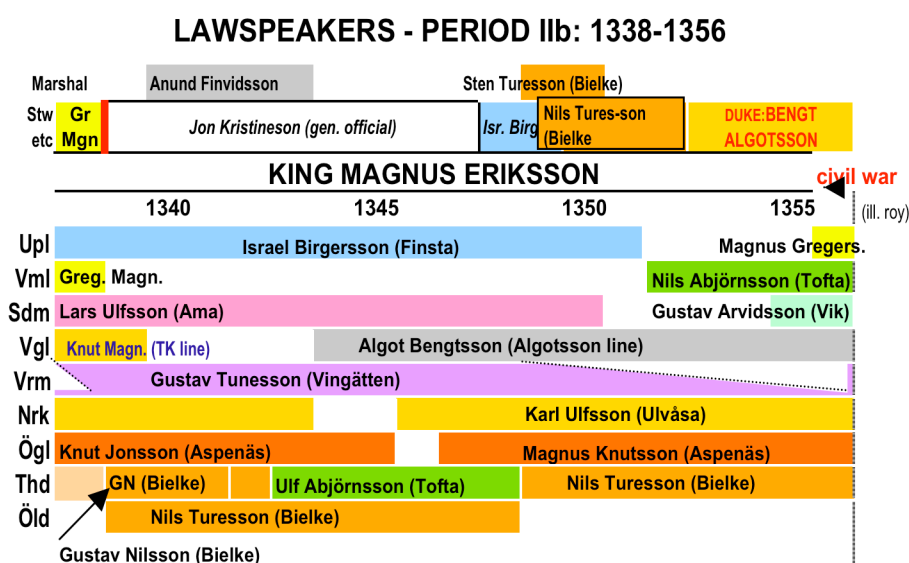 LAWSPEAKERS - PERIOD IIb: 1338-1356
Marshal Anund Finvidsson Sten Turesson (Bielke)
Stw Gr Jon Kristineson (gen. official) Isr. Birg Nils Tures-son DUKE:BENGT
etc Mgn (Bielke ALGOTSSON
KING MAGNUS ERIKSSON civil war
1340 1345 1350 1355 (ill. roy)
Upl Israel Birgersson (Finsta) Magnus Gregers.
Vml Greg. Magn. Nils Abjörnsson (Tofta)
Sdm Lars Ulfsson (Ama) Gustav Arvidsson (Vik)
Vgl Knut Magn. (TK line) Algot Bengtsson (Algotsson line)
Vrm Gustav Tunesson (Vingätten)
Nrk Karl Ulfsson (Ulvåsa)
Ögl Knut Jonsson (Aspenäs) Magnus Knutsson (Aspenäs)
Thd GN (Bielke) Ulf Abjörnsson (Tofta) Nils Turesson (Bielke)
Öld Nils Turesson (Bielke)
Gustav Nilsson (Bielke)